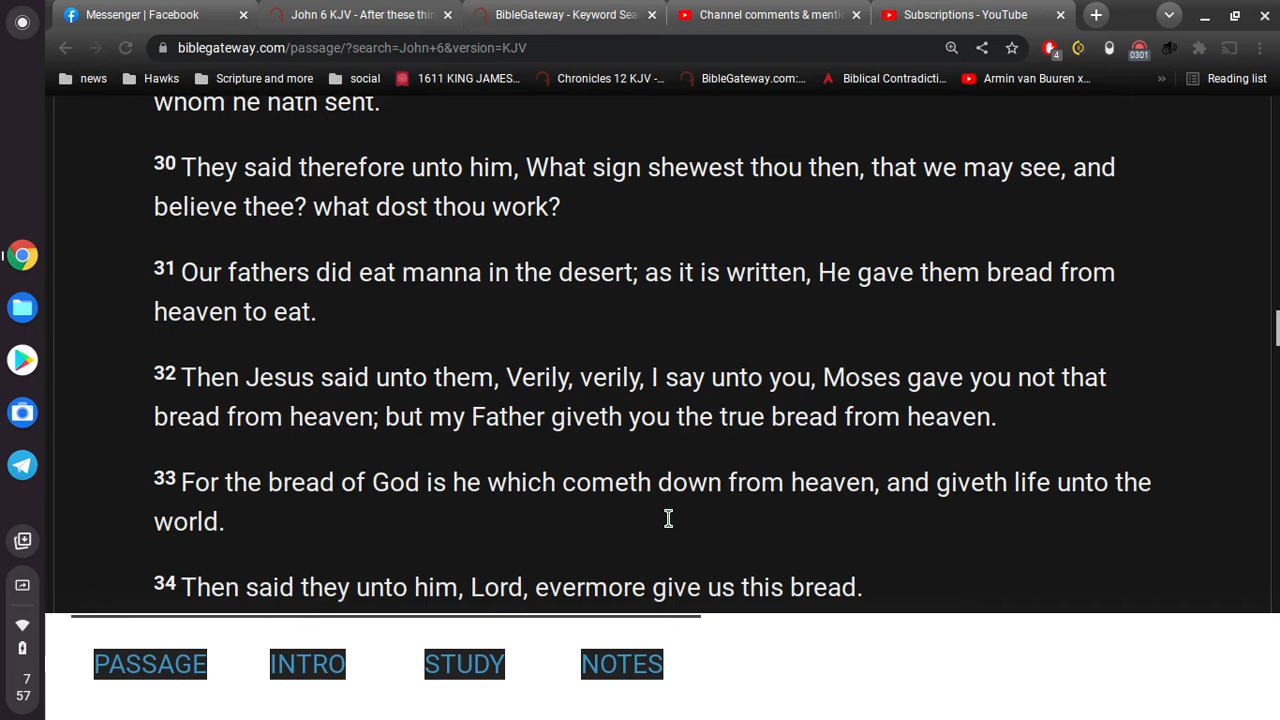 Messenger | Facebook
John 6 KJV - After these thin
BibleGateway - Keyword Sea
Channel comments & menti
Subscriptions - YouTube
biblegateway.com/passage/?search=John+6&version=KJV
4
0301
news
Hawks
Scripture and more
social
1611 KING JAMES...
Chronicles 12 KJV -...
BibleGateway.com:...
Biblical Contradicti...
Armin van Buuren x...
»
Reading list
whom he hath sent.
30 They said therefore unto him, What sign shewest thou then, that we may see, and
believe thee? what dost thou work?
31 Our fathers did eat manna in the desert; as it is written, He gave them bread from
heaven to eat.
32 Then Jesus said unto them, Verily, verily, I say unto you, Moses gave you not that
bread from heaven; but my Father giveth you the true bread from heaven.
33 For the bread of God is he which cometh down from heaven, and giveth life unto the
world.
34 Then said they unto him, Lord, evermore give us this bread.
PASSAGE
INTRO
STUDY
NOTES
7
57